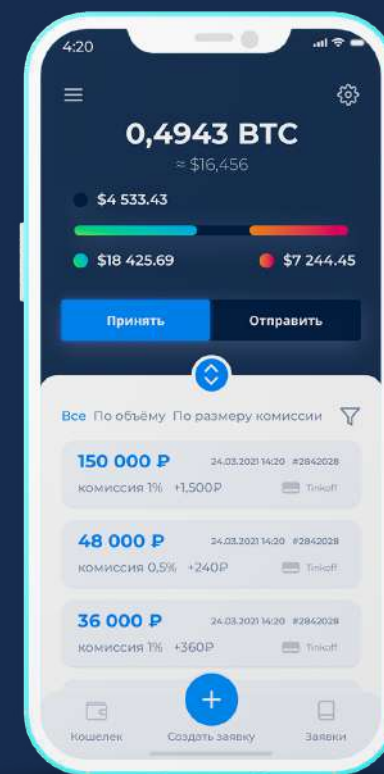 4:20
0,4943 BTC
≈ $16,456
$4 533.43
$18 425.69 $7 244.45
Принять Отправить
Все По объёму По размеру комиссии
150 000 ₽ 24.03.2021 14:20 #2842028
комиссия 1% +1,500₽ Tinkoff
48 000 ₽ 24.03.2021 14:20 #2842028
комиссия 0,5% +240₽ Tinkoff
36 000 ₽ 24.03.2021 14:20 #2842028
комиссия 1% +360₽ Tinkoff
Кошелек Создать заявку Заявки